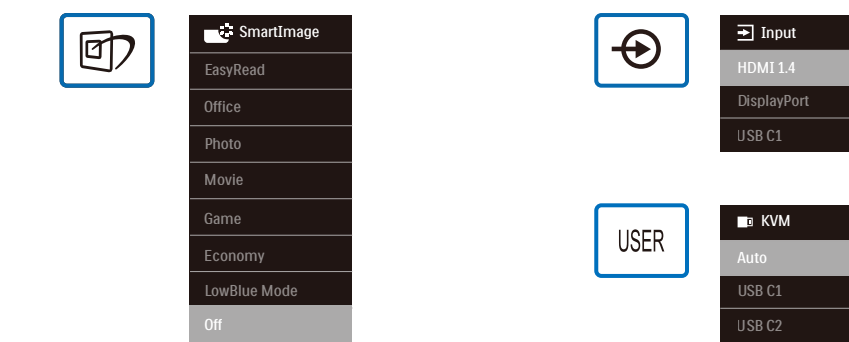 SmartImage
EasyRead
Office
Photo
Movie
Game
Economy
LowBlue Mode
Off
Input
HDMI 1.4
DisplayPort
USB C1
USER
KVM
Auto
USB C1
USB C2